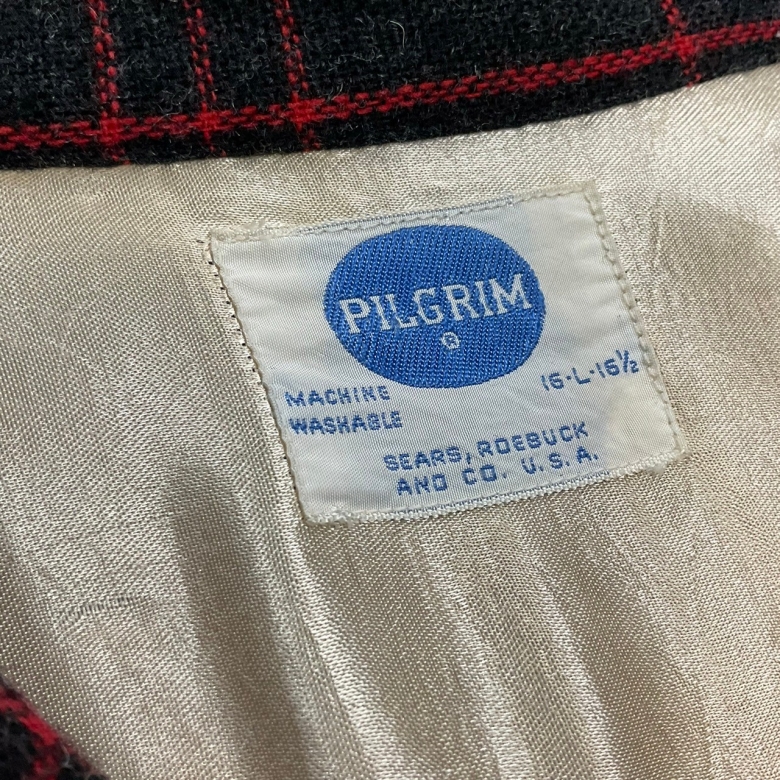 PILGRIM
®
MACHINE
WASHABLE
16-L-16½
SEARS, ROEBUCK
AND CO. U.S.A.